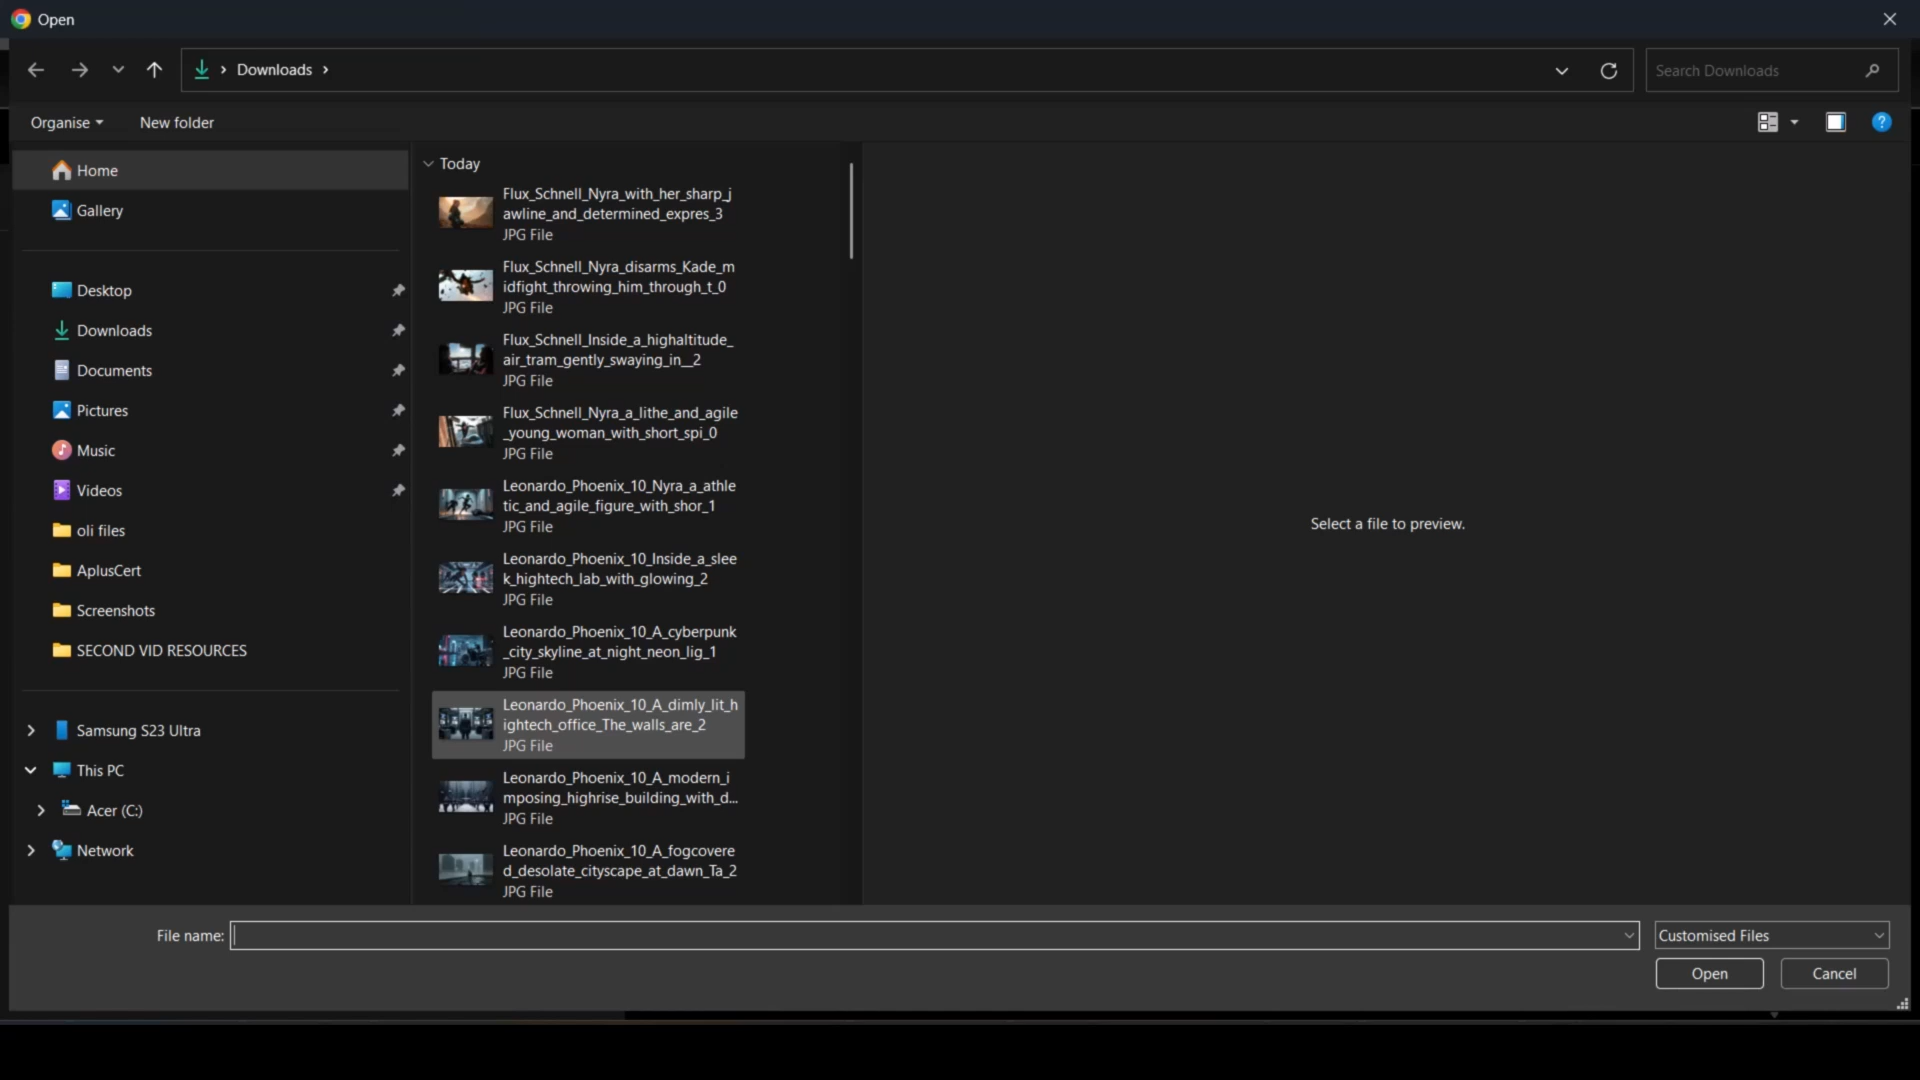 Open
Downloads
Search Downloads
Organise
New folder
Home
Gallery
Desktop
Downloads
Documents
Pictures
Music
Videos
oli files
AplusCert
Screenshots
SECOND VID RESOURCES
Samsung S23 Ultra
This PC
Acer (C:)
Network
Today
Flux_Schnell_Nyra_with_her_sharp_j
awline_and_determined_expres_3
JPG File
Flux_Schnell_Nyra_disarms_Kade_m
idfight_throwing_him_through_t_0
JPG File
Flux_Schnell_Inside_a_highaltitude_
air_tram_gently_swaying_in__2
JPG File
Flux_Schnell_Nyra_a_lithe_and_agile
_young_woman_with_short_spi_0
JPG File
Leonardo_Phoenix_10_Nyra_a_athle
tic_and_agile_figure_with_shor_1
JPG File
Leonardo_Phoenix_10_Inside_a_slee
k_hightech_lab_with_glowing_2
JPG File
Leonardo_Phoenix_10_A_cyberpunk
_city_skyline_at_night_neon_lig_1
JPG File
Leonardo_Phoenix_10_A_dimly_lit_h
ightech_office_The_walls_are_2
JPG File
Leonardo_Phoenix_10_A_modern_i
mposing_highrise_building_with_d...
JPG File
Leonardo_Phoenix_10_A_fogcovere
d_desolate_cityscape_at_dawn_Ta_2
JPG File
Select a file to preview.
File name:
Customised Files
Open
Cancel